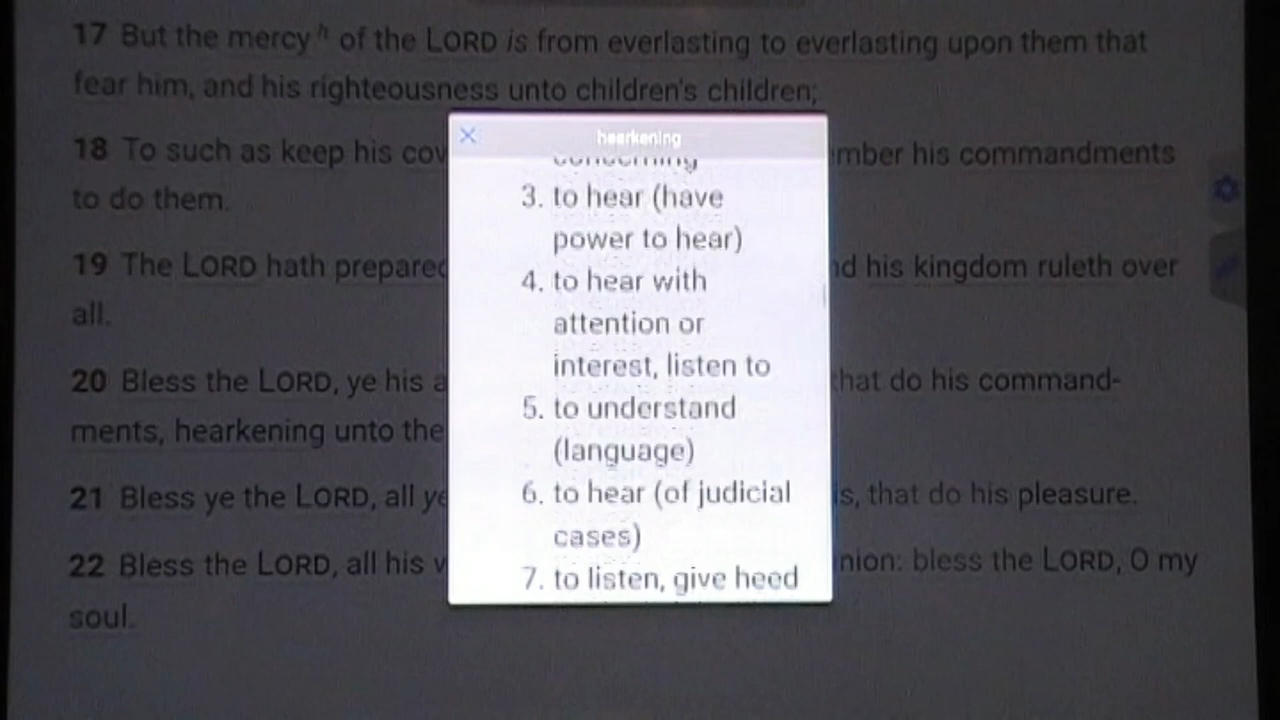 17 But the mercy h of the LORD is from everlasting to everlasting upon them that
fear him, and his righteousness unto children's children;
18 To such as keep his cov
mber his commandments
to do them.
19 The LORD hath prepared
nd his kingdom ruleth over
all.
20 Bless the LORD, ye his a
that do his command-
ments, hearkening unto the
21 Bless ye the LORD, all ye
is, that do his pleasure.
22 Bless the LORD, all his w
nion: bless the LORD, O my
soul.
hearkening
concerning
3. to hear (have
power to hear)
4. to hear with
attention or
interest, listen to
5. to understand
(language)
6. to hear (of judicial
cases)
7. to listen, give heed